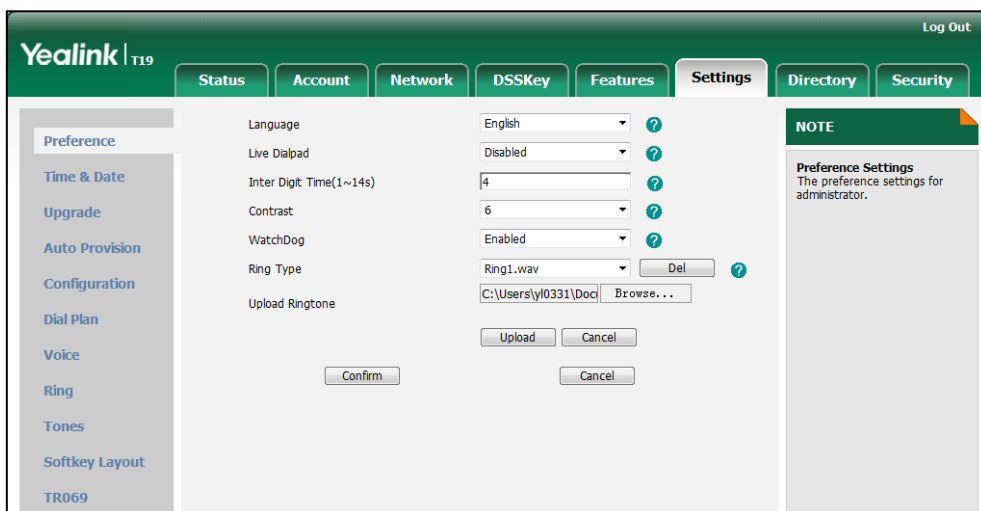 Log Out
Yealink T19
Status Account Network DSSKey Features Settings Directory Security
Preference
Time & Date
Upgrade
Auto Provision
Configuration
Dial Plan
Voice
Ring
Tones
Softkey Layout
TR069
Language English ?
Live Dialpad Disabled ?
Inter Digit Time(1~14s) 4 ?
Contrast 6 ?
WatchDog Enabled ?
Ring Type Ring1.wav Del ?
Upload Ringtone C:\Users\yl0331\Docu Browse...
Upload Cancel
Confirm Cancel
NOTE
Preference Settings
The preference settings for
administrator.